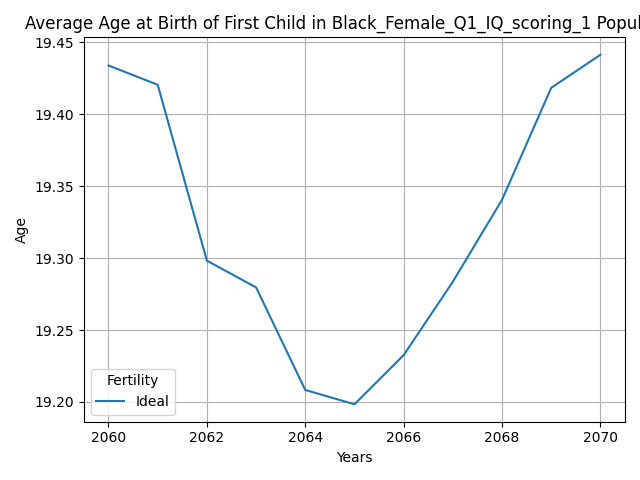 Average Age at Birth of First Child in Black_Female_Q1_IQ_scoring_1 Popul
19.45
19.40
19.35
19.30
19.25
19.20
Age
Fertility
Ideal
2060 2062 2064 2066 2068 2070
Years